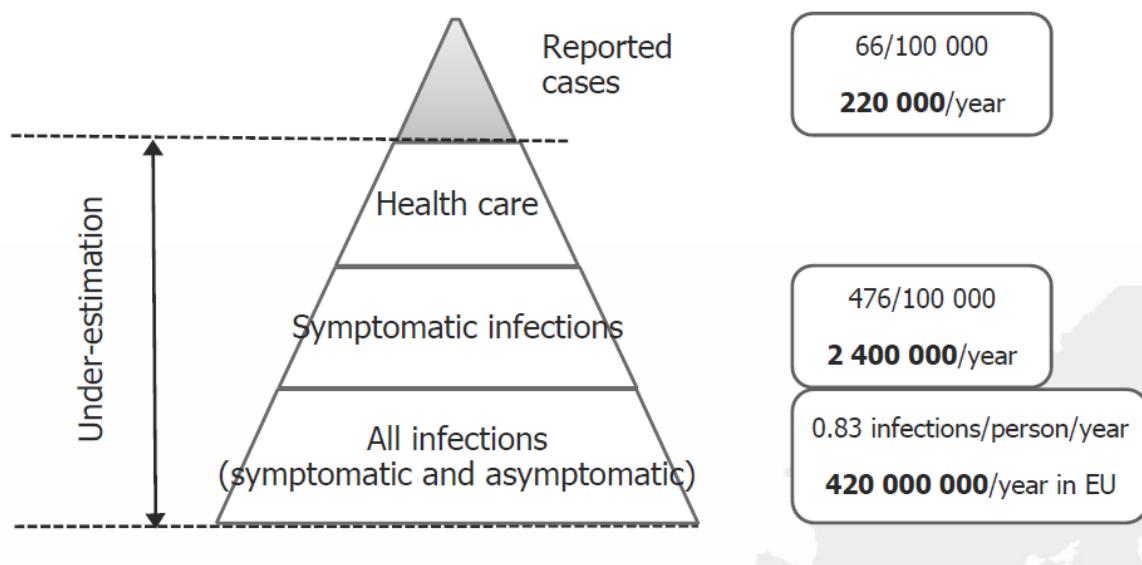 Reported
cases
66/100 000
220 000/year
Under-estimation
Health care
Symptomatic infections
476/100 000
2 400 000/year
All infections
(symptomatic and asymptomatic)
0.83 infections/person/year
420 000 000/year in EU